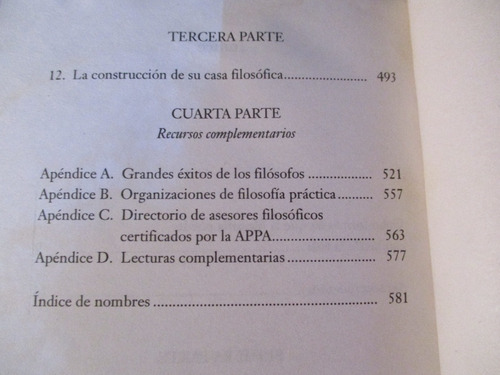 TERCERA PARTE
12. La construcción de su casa filosófica.................... 493
CUARTA PARTE
Recursos complementarios
Apéndice A. Grandes éxitos de los filósofos .................. 521
Apéndice B. Organizaciones de filosofía práctica........... 557
Apéndice C. Directorio de asesores filosóficos
certificados por la APPA..................... 563
Apéndice D. Lecturas complementarias ....................... 577
Índice de nombres ................................................. 581